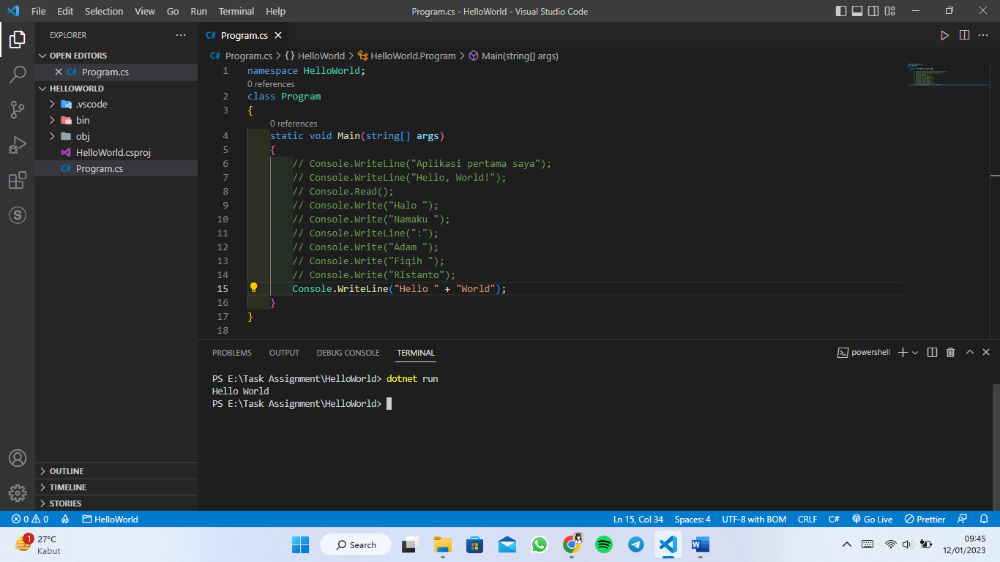 File Edit Selection View Go Run Terminal Help
Program.cs - HelloWorld - Visual Studio Code
EXPLORER
OPEN EDITORS
C# Program.cs
HELLOWORLD
.vscode
bin
obj
HelloWorld.csproj
C# Program.cs
OUTLINE
TIMELINE
STORIES
C# Program.cs
C# Program.cs > {} HelloWorld > HelloWorld.Program > Main(string[] args)
1 namespace HelloWorld;
0 references
2 class Program
3 {
0 references
4 static void Main(string[] args)
5 {
6 // Console.WriteLine("Aplikasi pertama saya");
7 // Console.WriteLine("Hello, World!");
8 // Console.Read();
9 // Console.Write("Halo ");
10 // Console.Write("Namaku ");
11 // Console.WriteLine(":");
12 // Console.Write("Adam ");
13 // Console.Write("Fiqih ");
14 // Console.Write("RIstanto");
15 Console.WriteLine("Hello " + "World");
16 }
17 }
18
PROBLEMS OUTPUT DEBUG CONSOLE TERMINAL
powershell
PS E:\Task Assignment\HelloWorld> dotnet run
Hello World
PS E:\Task Assignment\HelloWorld>
0 0 HelloWorld
Ln 15, Col 34 Spaces: 4 UTF-8 with BOM CRLF C# Go Live Prettier
1
27°C
Kabut
Search
09:45
12/01/2023